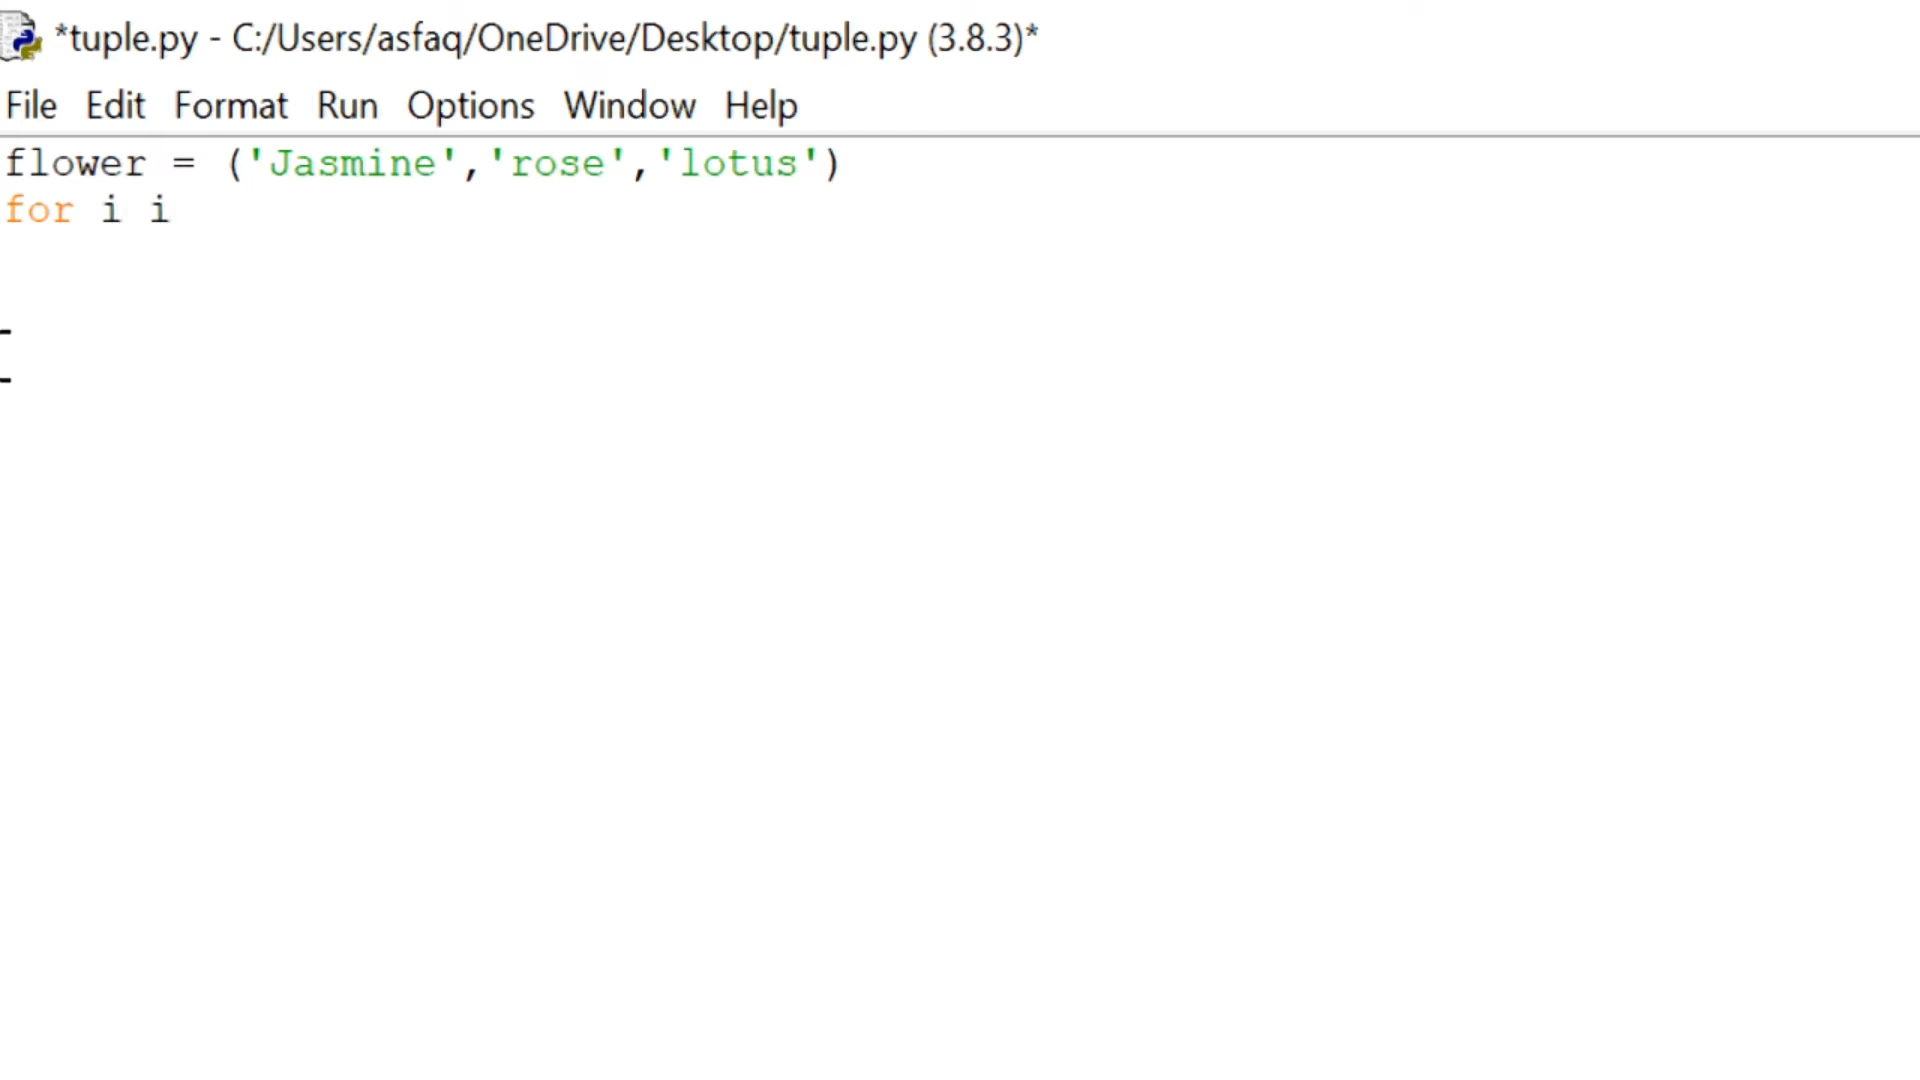 *tuple.py - C:/Users/asfaq/OneDrive/Desktop/tuple.py (3.8.3)*
File Edit Format Run Options Window Help
flower = ('Jasmine','rose','lotus')
for i i